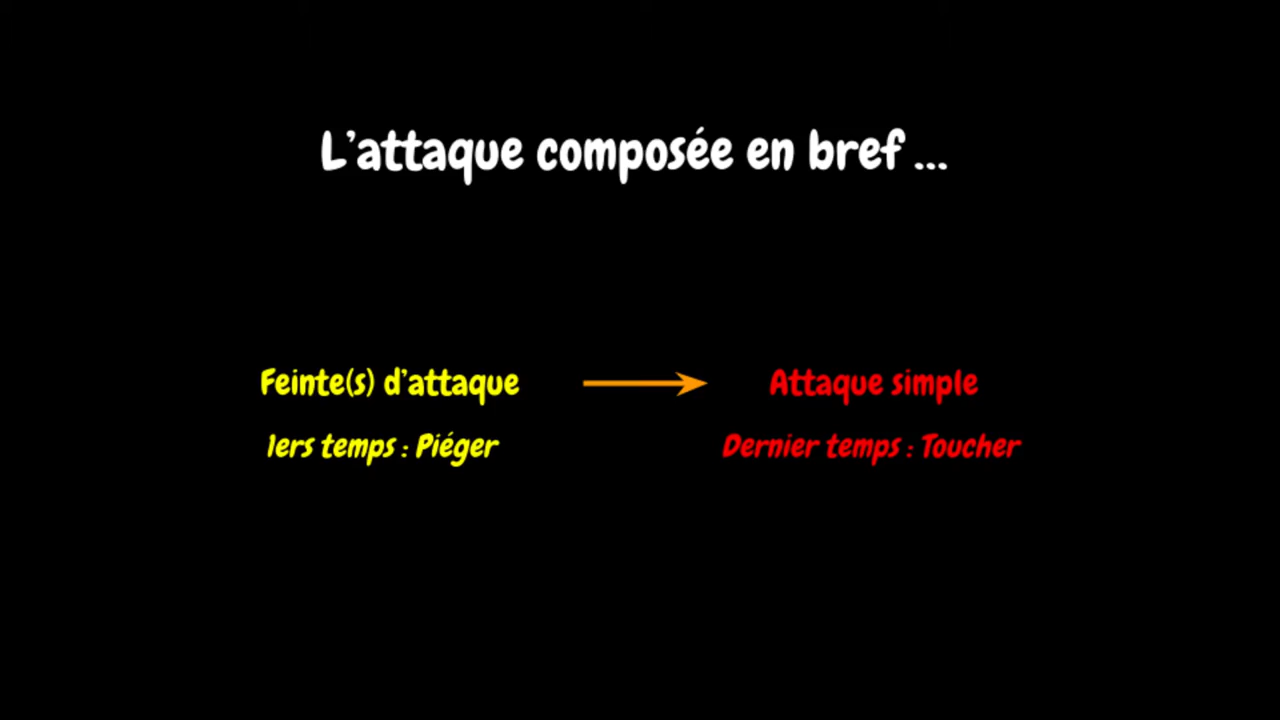 L'attaque composée en bref ...
Feinte(s) d'attaque
Attaque simple
1ers temps : Piéger
Dernier temps : Toucher